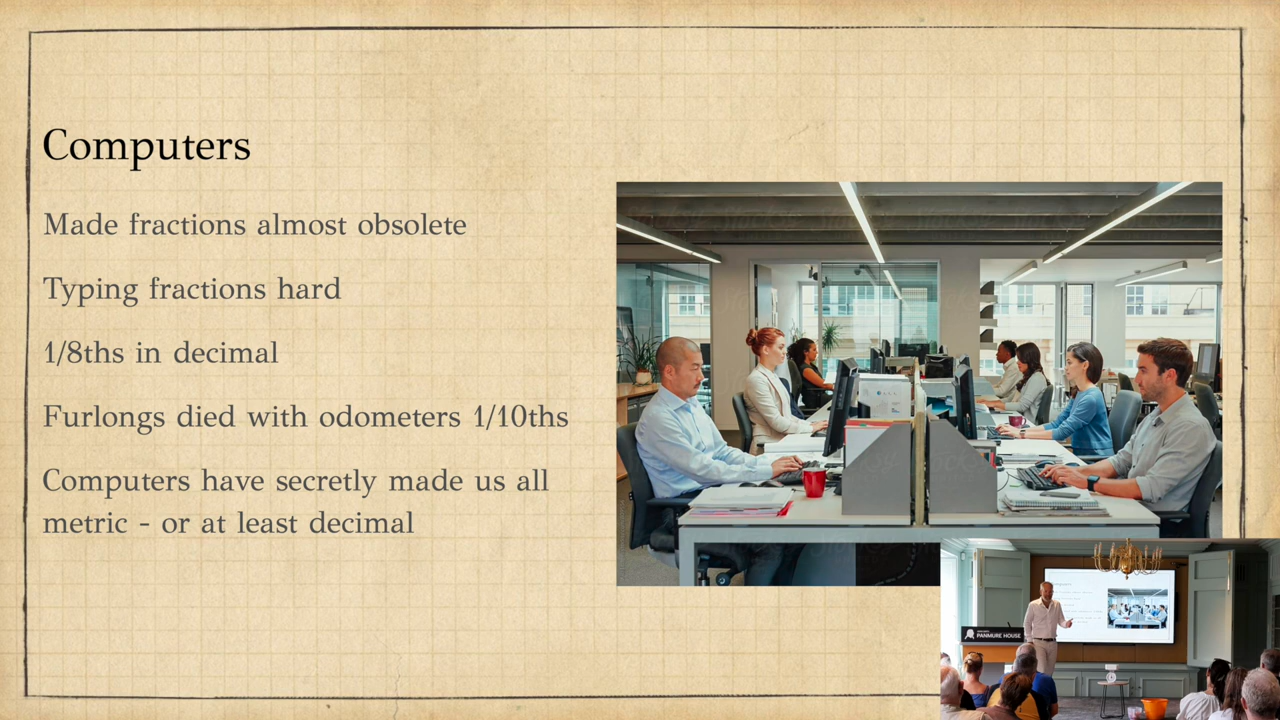 Computers
Made fractions almost obsolete
Typing fractions hard
1/8ths in decimal
Furlongs died with odometers 1/10ths
Computers have secretly made us all
metric - or at least decimal
PANMURE HOUSE